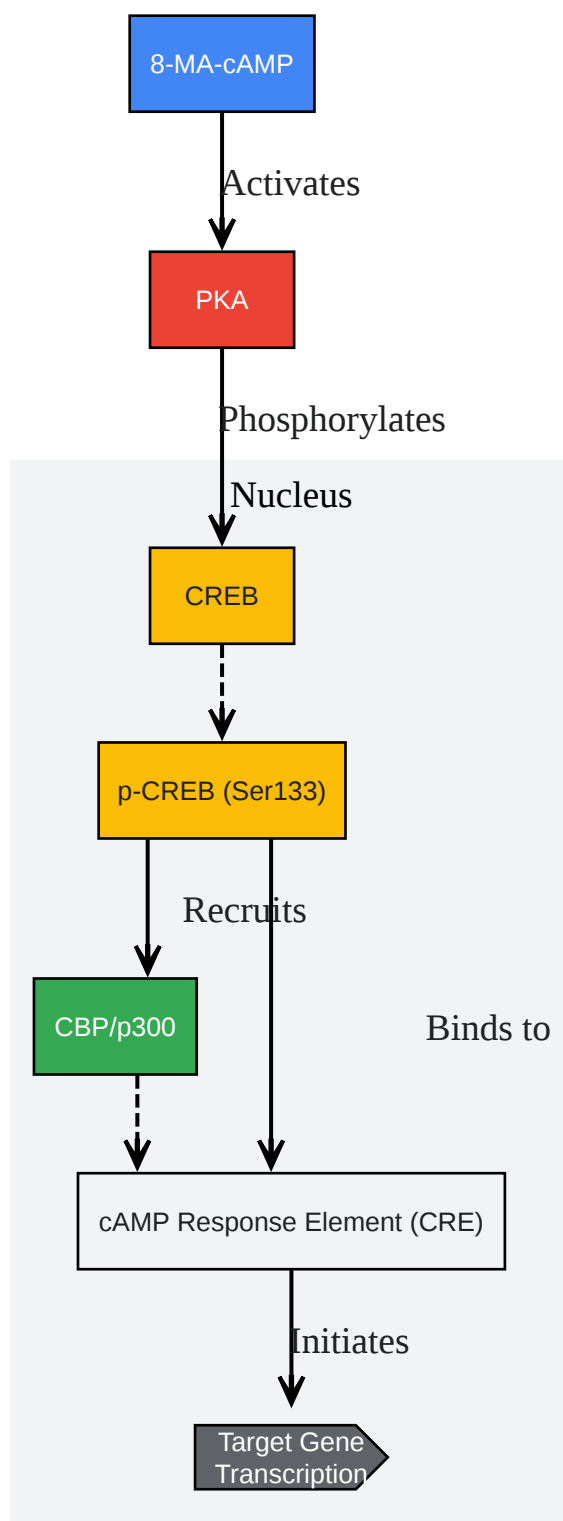 8-MA-cAMP
Activates
PKA
Phosphorylates
Nucleus
CREB
p-CREB (Ser133)
Recruits
CBP/p300
Binds to
cAMP Response Element (CRE)
Initiates
Target Gene
Transcription